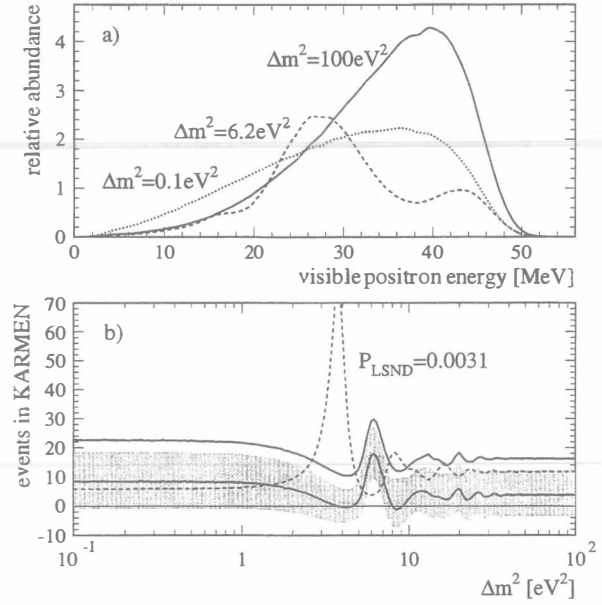 relative abundance
4
3
2
1
0
a)
Δm²=100eV²
Δm²=6.2eV²
Δm²=0.1eV²
0 10 20 30 40 50
visible positron energy [MeV]
events in KARMEN
70
60
50
40
30
20
10
0
-10
b)
P_LSND=0.0031
10⁻¹ 1 10 10²
Δm² [eV²]